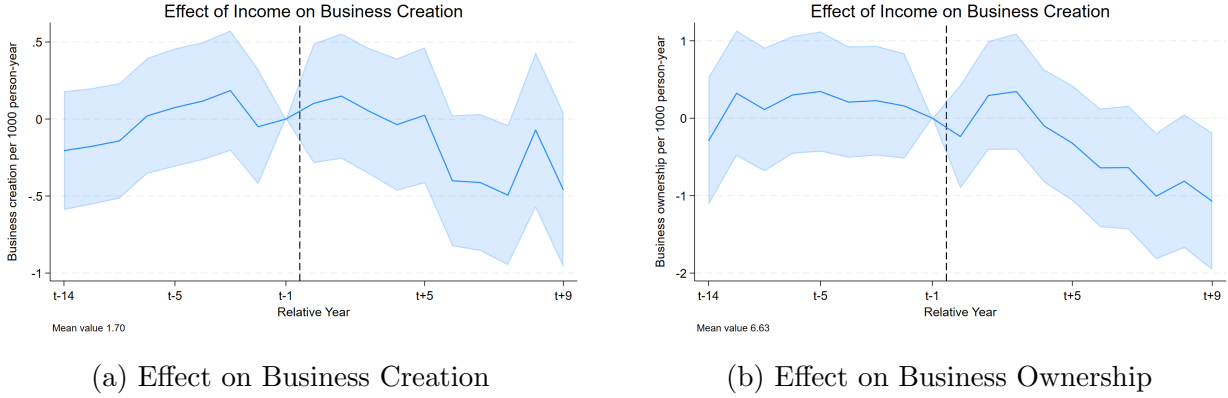 Effect of Income on Business Creation
Business creation per 1000 person-year
.5
0
-.5
-1
t-14
t-5
t-1
t+5
t+9
Relative Year
Mean value 1.70
(a) Effect on Business Creation
Effect of Income on Business Creation
Business ownership per 1000 person-year
1
0
-1
-2
t-14
t-5
t-1
t+5
t+9
Relative Year
Mean value 6.63
(b) Effect on Business Ownership